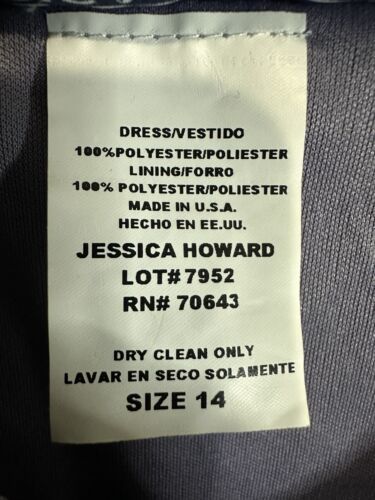 DRESS/VESTIDO
100%POLYESTER/POLIESTER
LINING/FORRO
100% POLYESTER/POLIESTER
MADE IN U.S.A.
HECHO EN EE.UU.
JESSICA HOWARD
LOT# 7952
RN# 70643
DRY CLEAN ONLY
LAVAR EN SECO SOLAMENTE
SIZE 14